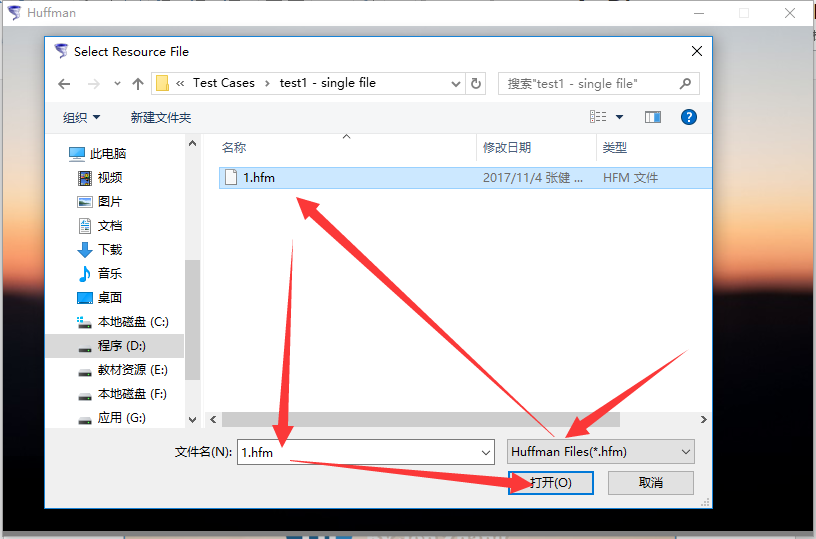 Huffman
Select Resource File
« Test Cases › test1 - single file
搜索"test1 - single file"
组织
新建文件夹
名称
修改日期
类型
1.hfm
2017/11/4 张健 ...
HFM 文件
此电脑
视频
图片
文档
下载
音乐
桌面
本地磁盘 (C:)
程序 (D:)
教材资源 (E:)
本地磁盘 (F:)
应用 (G:)
文件名(N):
1.hfm
Huffman Files(*.hfm)
打开(O)
取消